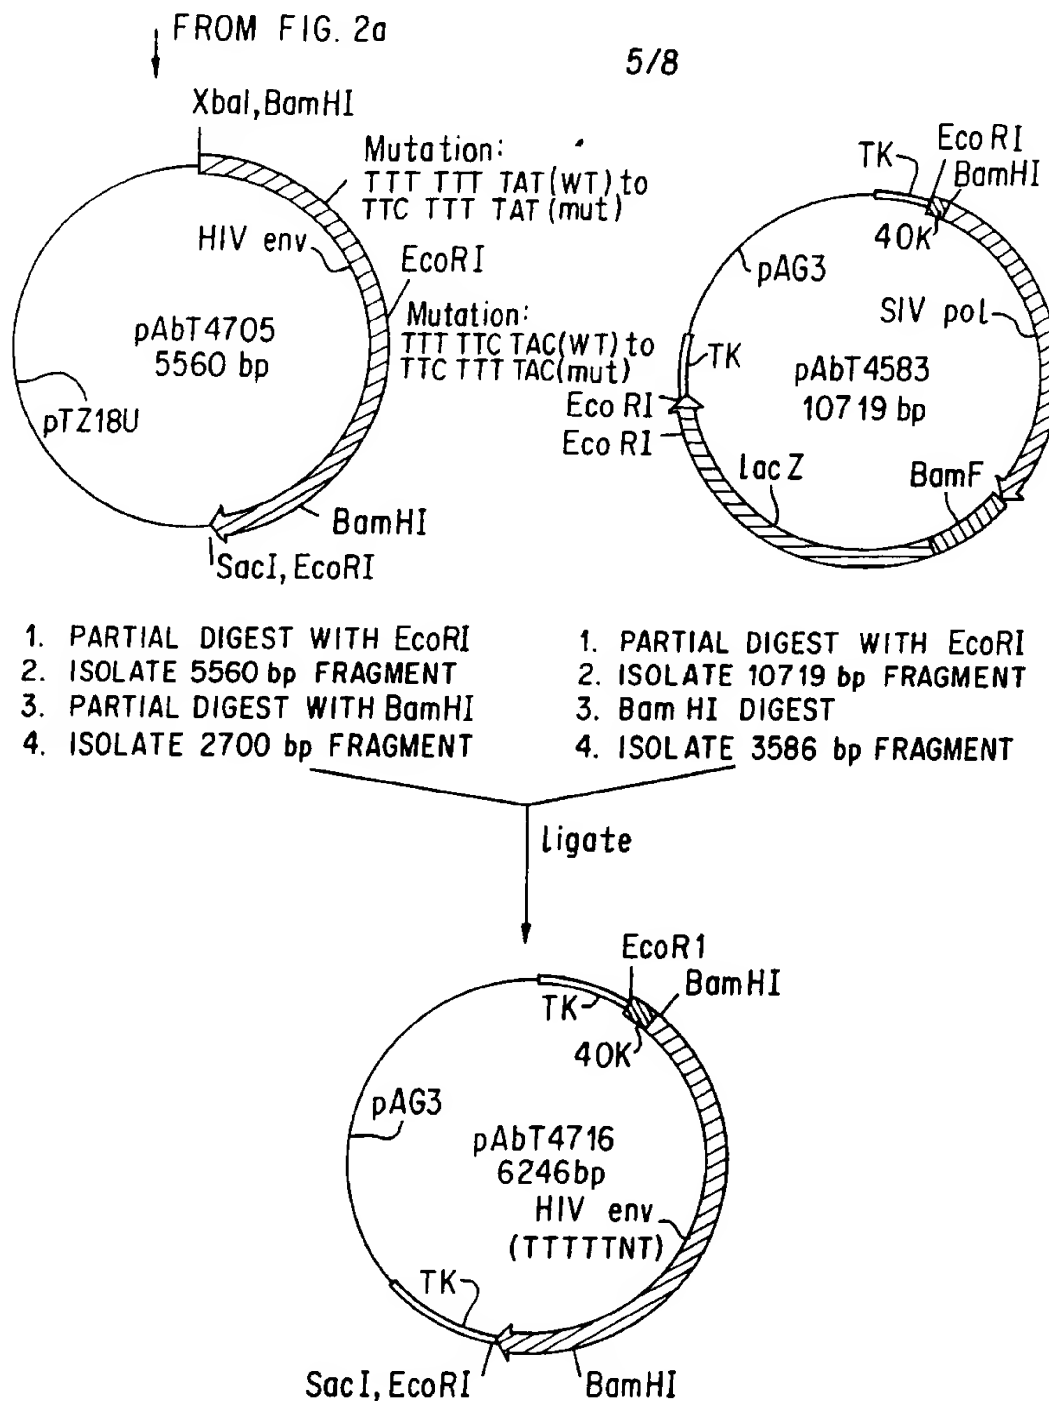 FROM FIG. 2a
5/8
XbaI, BamHI
Mutation:
TTT TTT TAT (WT) to
TTC TTT TAT (mut)
HIV env
EcoRI
Mutation:
TTT TTC TAC (WT) to
TTC TTT TAC (mut)
pAbT4705
5560 bp
pTZ18U
BamHI
SacI, EcoRI
TK
Eco RI
BamHI
40K
pAG3
SIV pol
TK
pAbT4583
10719 bp
Eco RI
Eco RI
lacZ
BamF
1. PARTIAL DIGEST WITH EcoRI
2. ISOLATE 5560 bp FRAGMENT
3. PARTIAL DIGEST WITH BamHI
4. ISOLATE 2700 bp FRAGMENT
1. PARTIAL DIGEST WITH EcoRI
2. ISOLATE 10719 bp FRAGMENT
3. Bam HI DIGEST
4. ISOLATE 3586 bp FRAGMENT
ligate
EcoR1
BamHI
TK
40K
pAG3
pAbT4716
6246bp
HIV env
(TTTTTNT)
TK
SacI, EcoRI
BamHI